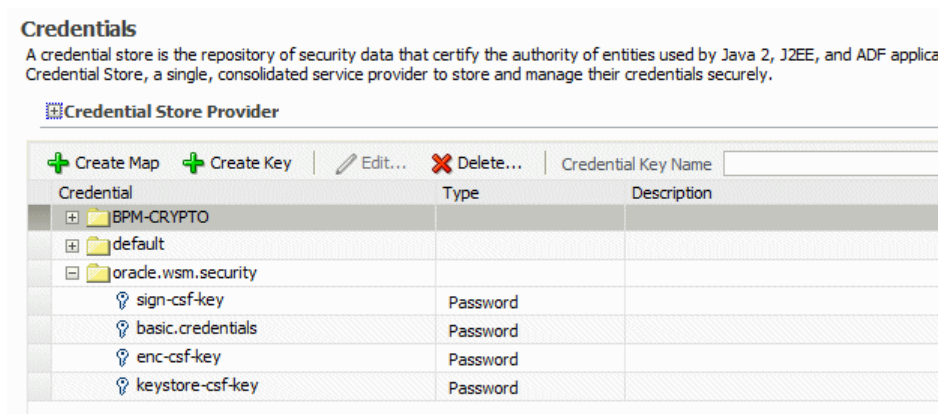 Credentials
A credential store is the repository of security data that certify the authority of entities used by Java 2, J2EE, and ADF applica
Credential Store, a single, consolidated service provider to store and manage their credentials securely.
Credential Store Provider
Create Map Create Key Edit... Delete... Credential Key Name
Credential Type Description
BPM-CRYPTO
default
oracle.wsm.security
sign-csf-key Password
basic.credentials Password
enc-csf-key Password
keystore-csf-key Password